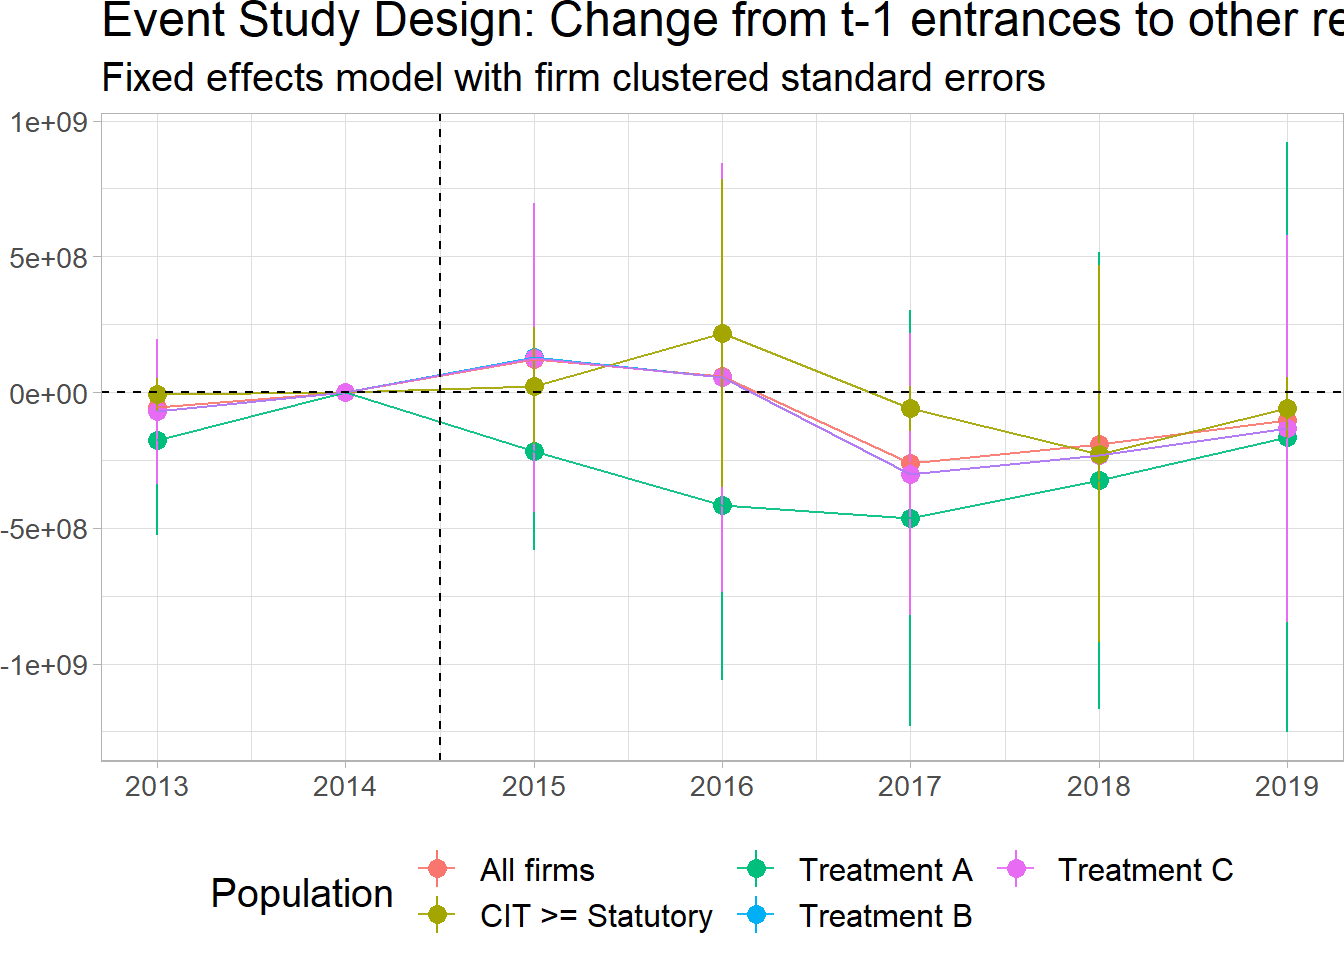 Event Study Design: Change from t-1 entrances to other
Fixed effects model with firm clustered standard errors
1e+09
5e+08
0e+00
-5e+08
-1e+09
2013 2014 2015 2016 2017 2018 2019
Population
All firms Treatment A Treatment C
CIT >= Statutory Treatment B